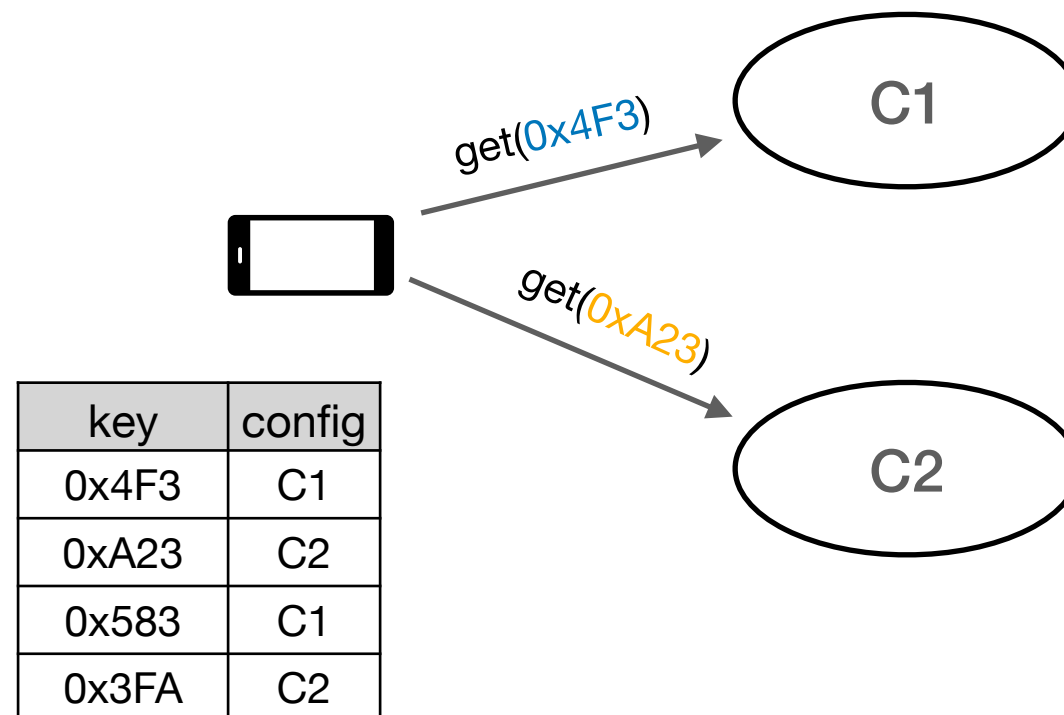 C1
get(0x4F3)
get(0xA23)
C2
key config
0x4F3 C1
0xA23 C2
0x583 C1
0x3FA C2